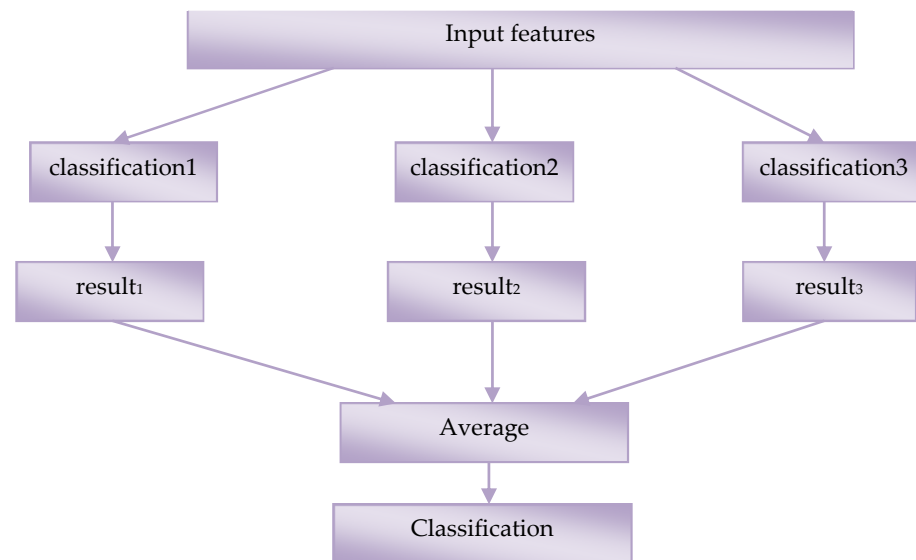 Input features
classification1
classification2
classification3
result₁
result₂
result₃
Average
Classification